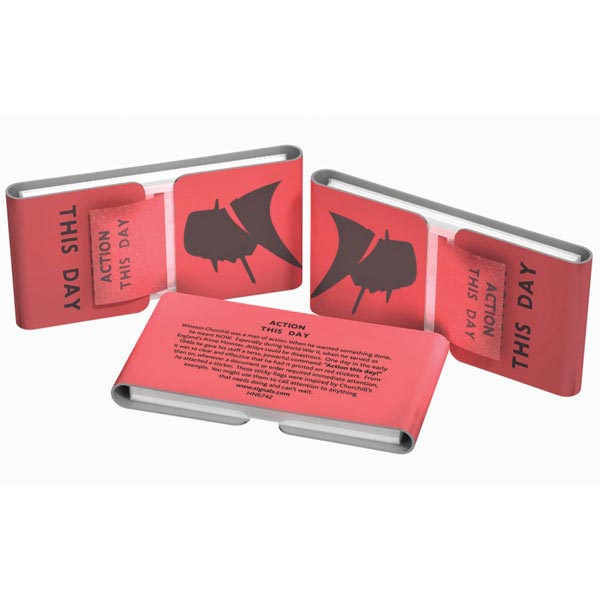 THIS DAY
ACTION
THIS DAY
ACTION
THIS DAY
THIS DAY
ACTION
THIS DAY
Winston Churchill was a man of action. When he wanted something done,
he meant NOW. Especially during World War II, when he served as
England's Prime Minister, delays could be disastrous. One day in the early
1940s he gave his staff a terse, powerful command: "Action this day!"
It was so clear and effective that he had it printed on red stickers. From
then on, whenever a document or order required immediate attention,
he attached a sticker. These sticky flags were inspired by Churchill's
example. You might use them to call attention to anything
that needs doing and can't wait.
www.signals.com
HN6742